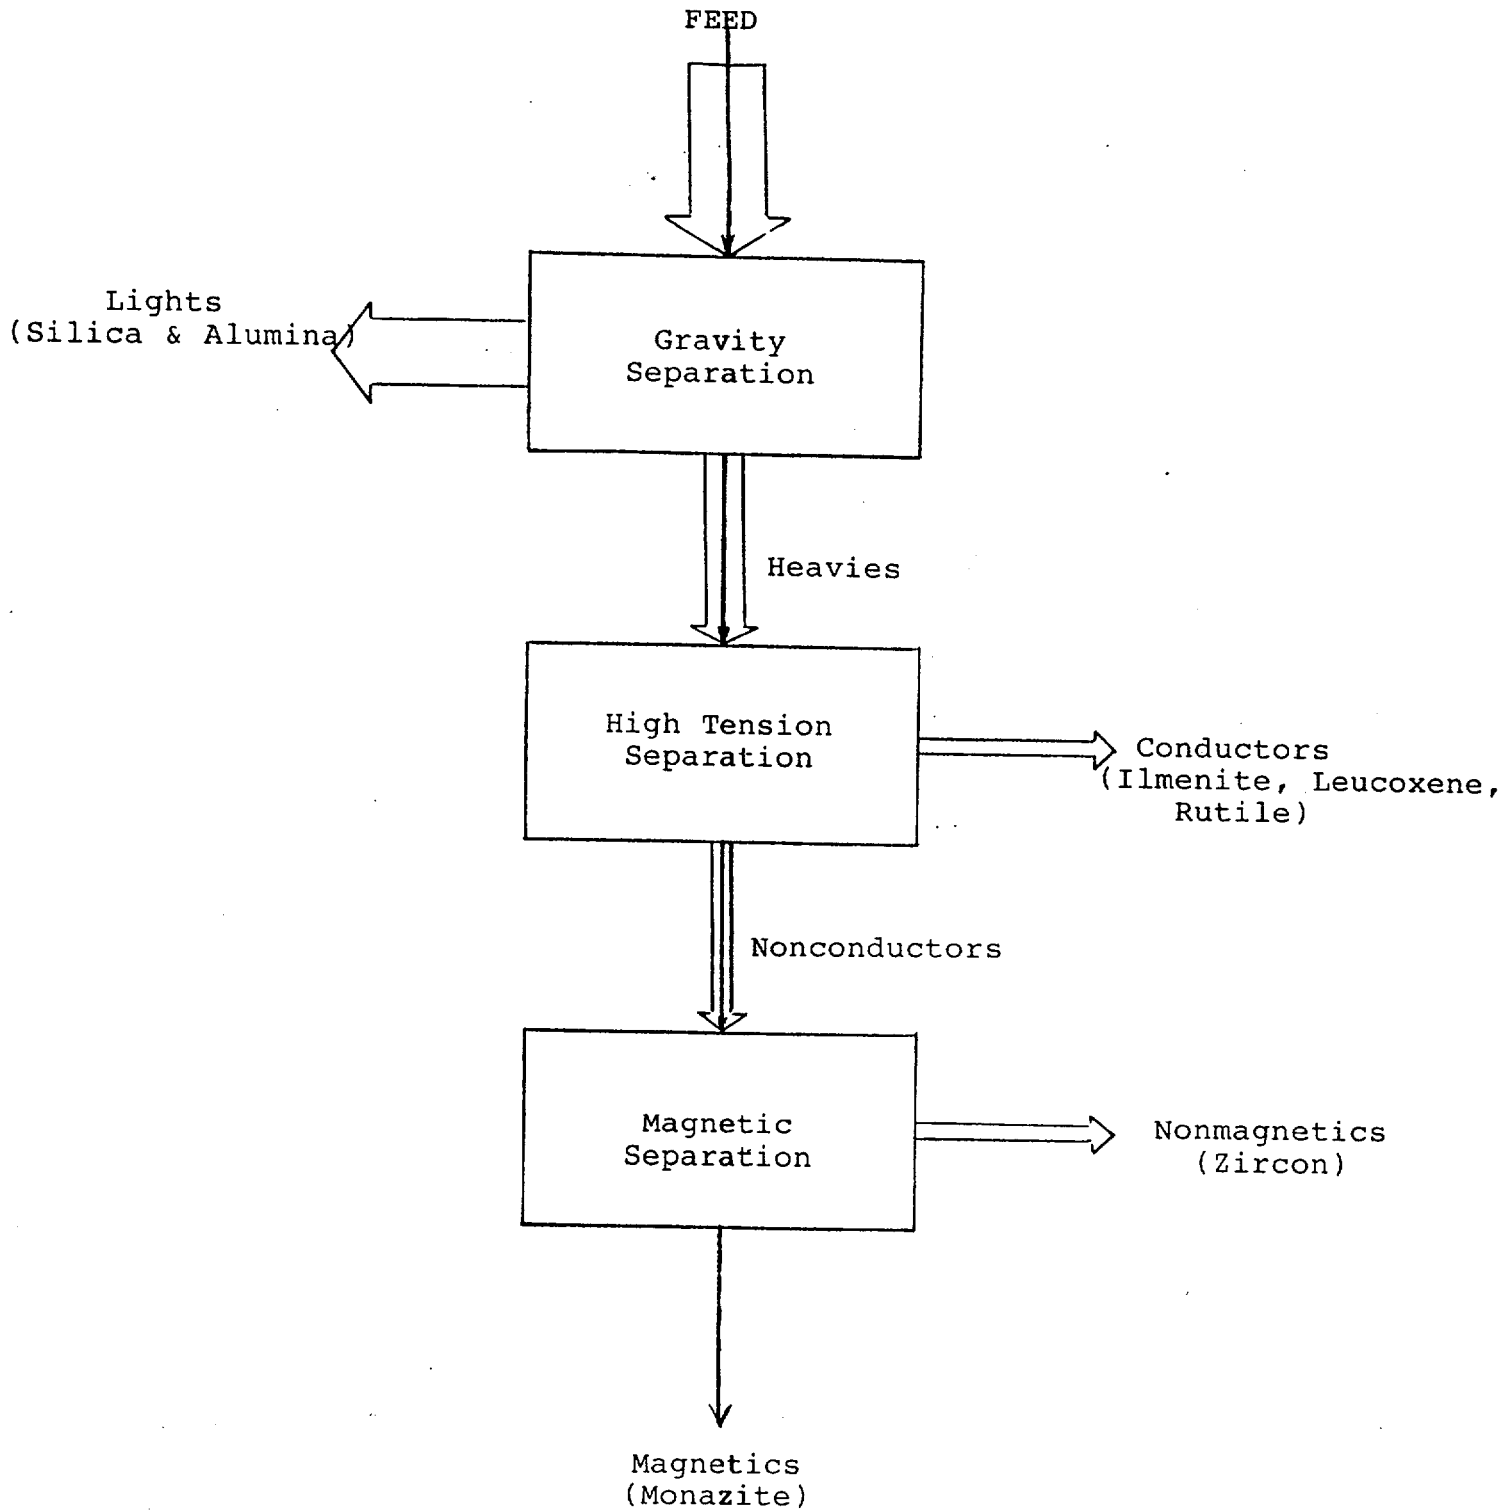 FEED
Lights
(Silica & Alumina)
Gravity
Separation
Heavies
High Tension
Separation
Conductors
(Ilmenite, Leucoxene,
Rutile)
Nonconductors
Magnetic
Separation
Nonmagnetics
(Zircon)
Magnetics
(Monazite)